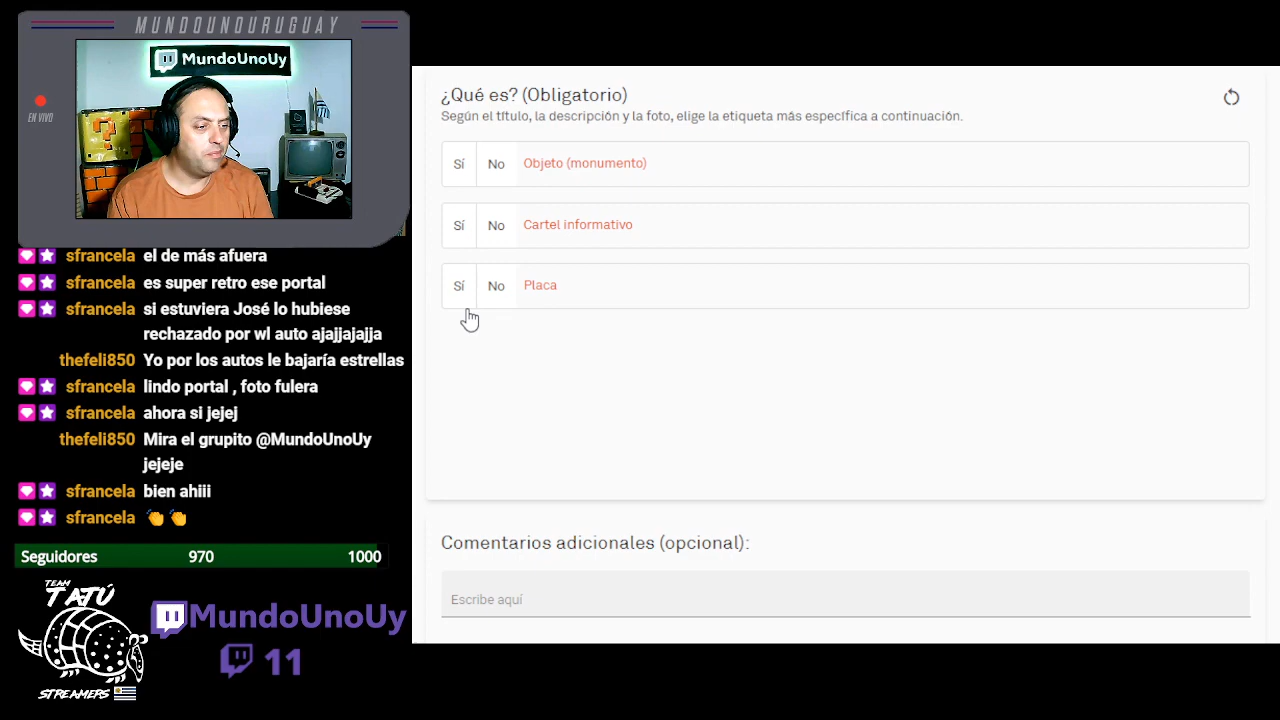 MUNDOUNOURUGUAY
MundoUnoUy
EN VIVO
sfrancela el de más afuera
sfrancela es super retro ese portal
sfrancela si estuviera José lo hubiese
rechazado por wl auto ajajjajajja
thefeli850 Yo por los autos le bajaría estrellas
sfrancela lindo portal , foto fulera
sfrancela ahora si jejej
thefeli850 Mira el grupito @MundoUnoUy
jejeje
sfrancela bien ahiii
sfrancela 👏 👏
Seguidores 970 1000
TEAM
TATÚ
STREAMERS
MundoUnoUy
11
¿Qué es? (Obligatorio)
Según el título, la descripción y la foto, elige la etiqueta más específica a continuación.
Sí No Objeto (monumento)
Sí No Cartel informativo
Sí No Placa
Comentarios adicionales (opcional):
Escribe aquí